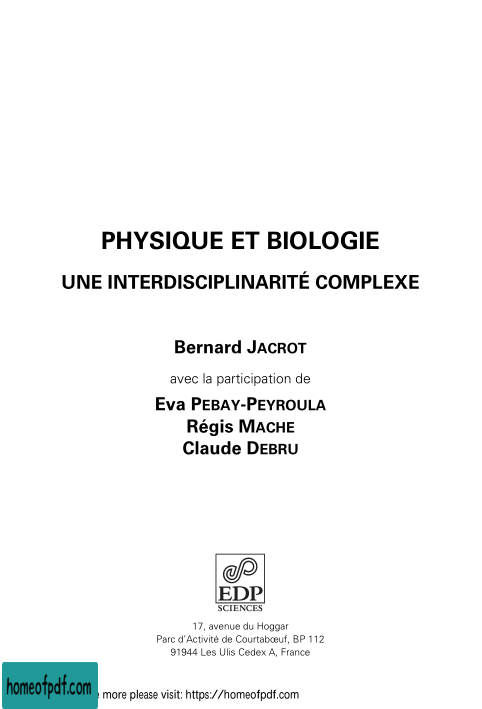 PHYSIQUE ET BIOLOGIE
UNE INTERDISCIPLINARITÉ COMPLEXE
Bernard JACROT
avec la participation de
Eva PEBAY-PEYROULA
Régis MACHE
Claude DEBRU
EDP
SCIENCES
17, avenue du Hoggar
Parc d'Activité de Courtabœuf, BP 112
91944 Les Ulis Cedex A, France
homeofpdf.com
more please visit: https://homeofpdf.com